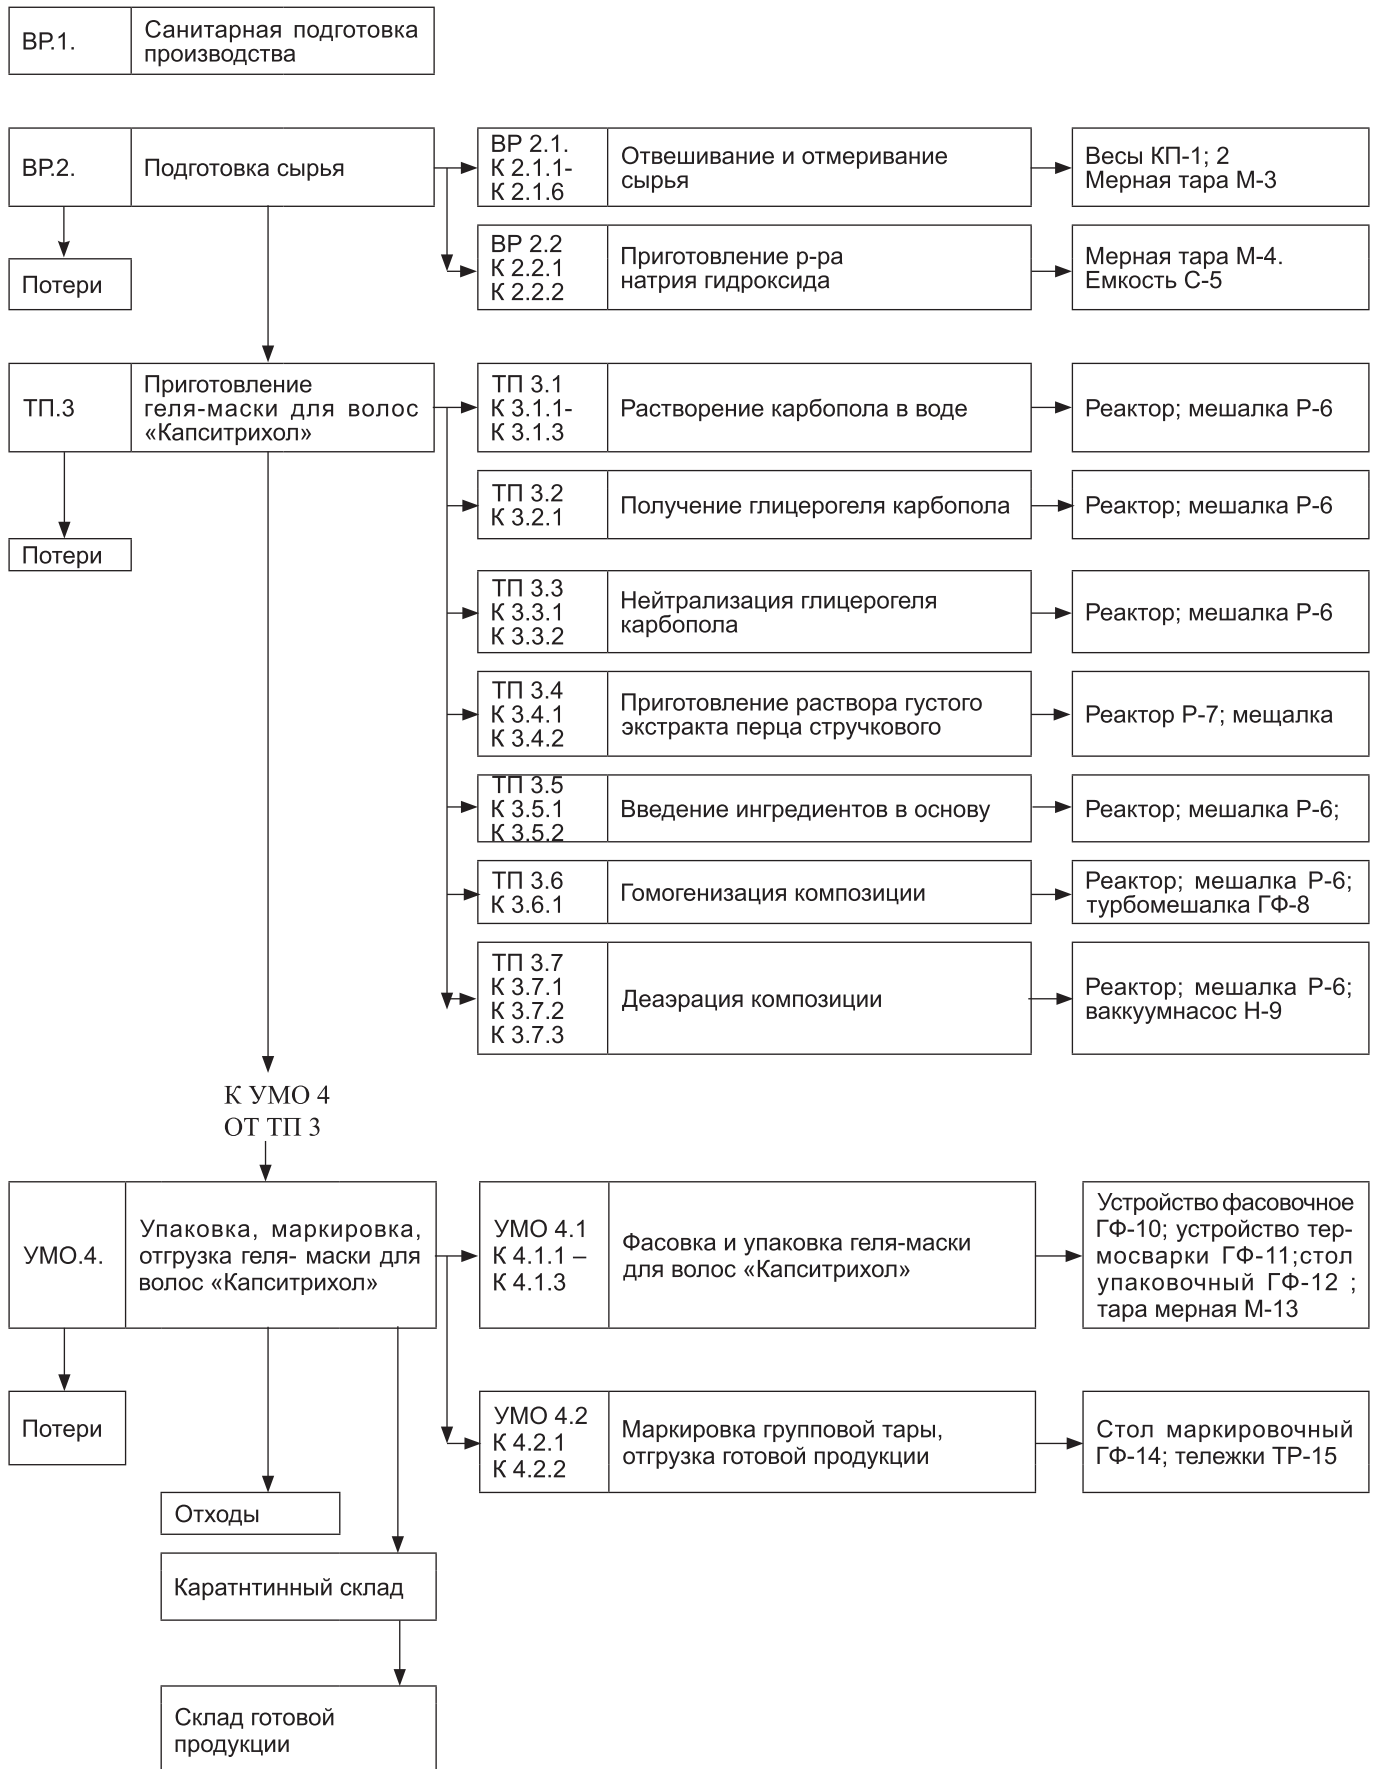 ВР.1.
Санитарная подготовка
производства
ВР.2.
Подготовка сырья
ВР 2.1.
К 2.1.1-
К 2.1.6
Отвешивание и отмеривание
сырья
Весы КП-1; 2
Мерная тара М-3
Потери
ВР 2.2
К 2.2.1
К 2.2.2
Приготовление р-ра
натрия гидроксида
Мерная тара М-4.
Емкость С-5
ТП.3
Приготовление
геля-маски для волос
«Капситрихол»
ТП 3.1
К 3.1.1-
К 3.1.3
Растворение карбопола в воде
Реактор; мешалка Р-6
Потери
ТП 3.2
К 3.2.1
Получение глицерогеля карбопола
Реактор; мешалка Р-6
ТП 3.3
К 3.3.1
К 3.3.2
Нейтрализация глицерогеля
карбопола
Реактор; мешалка Р-6
ТП 3.4
К 3.4.1
К 3.4.2
Приготовление раствора густого
экстракта перца стручкового
Реактор Р-7; мещалка
ТП 3.5
К 3.5.1
К 3.5.2
Введение ингредиентов в основу
Реактор; мешалка Р-6;
ТП 3.6
К 3.6.1
Гомогенизация композиции
Реактор; мешалка Р-6;
турбомешалка ГФ-8
ТП 3.7
К 3.7.1
К 3.7.2
К 3.7.3
Деаэрация композиции
Реактор; мешалка Р-6;
ваккуумнасос Н-9
К УМО 4
ОТ ТП 3
УМО.4.
Упаковка, маркировка,
отгрузка геля- маски для
волос «Капситрихол»
УМО 4.1
К 4.1.1 –
К 4.1.3
Фасовка и упаковка геля-маски
для волос «Капситрихол»
Устройство фасовочное
ГФ-10; устройство тер-
мосварки ГФ-11;стол
упаковочный ГФ-12 ;
тара мерная М-13
Потери
УМО 4.2
К 4.2.1
К 4.2.2
Маркировка групповой тары,
отгрузка готовой продукции
Стол маркировочный
ГФ-14; тележки ТР-15
Отходы
Каратнтинный склад
Склад готовой
продукции